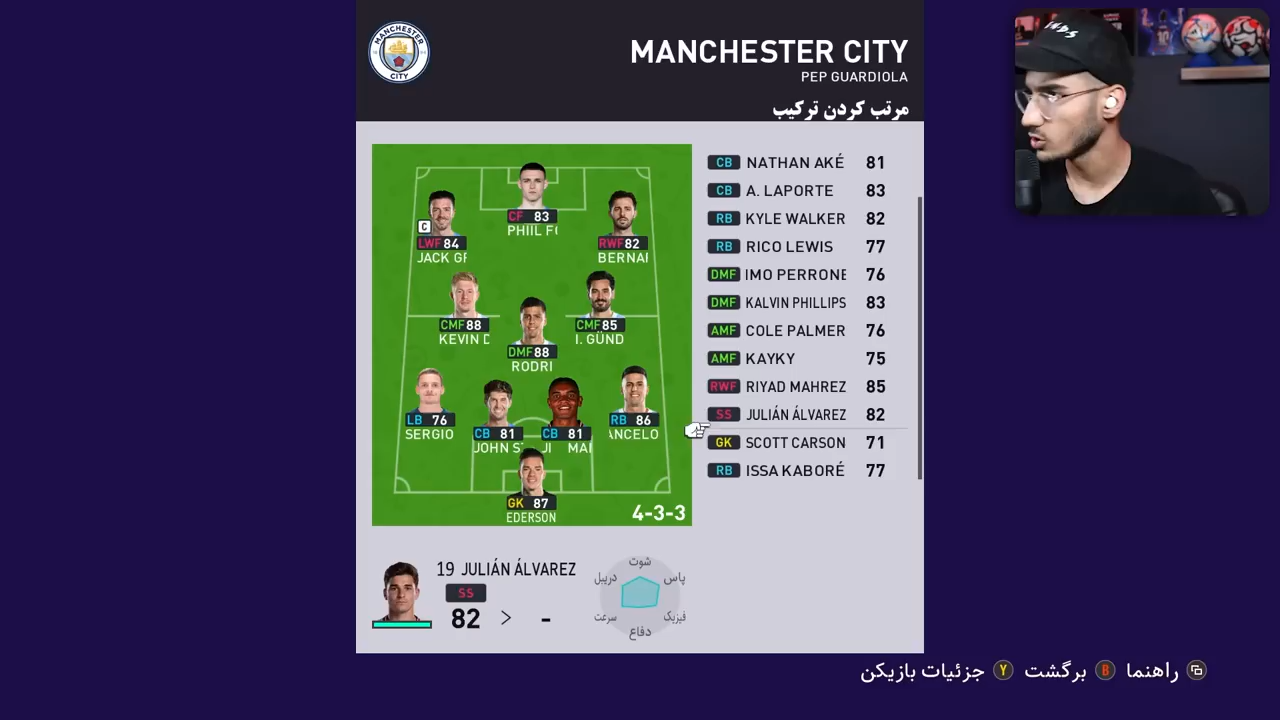 MANCHESTER CITY
PEP GUARDIOLA
مرتب کردن ترکیب
MANCHESTER
CITY
CF 83
PHIIL F
C
LWF 84
JACK GF
RWF 82
BERNAI
CMF 88
KEVIN D
CMF 85
I. GÜND
DMF 88
RODRI
LB 76
SERGIO
CB 81
JOHN S
CB 81
MAI
RB 86
ANCELO
GK 87
EDERSON
4-3-3
CB NATHAN AKÉ 81
CB A. LAPORTE 83
RB KYLE WALKER 82
RB RICO LEWIS 77
DMF IMO PERRONE 76
DMF KALVIN PHILLIPS 83
AMF COLE PALMER 76
AMF KAYKY 75
RWF RIYAD MAHREZ 85
SS JULIÁN ÁLVAREZ 82
GK SCOTT CARSON 71
RB ISSA KABORÉ 77
19 JULIÁN ÁLVAREZ
SS
82 > -
شوت
پاس
فیزیک
دفاع
سرعت
دریبل
راهنما B برگشت Y جزئیات بازیکن